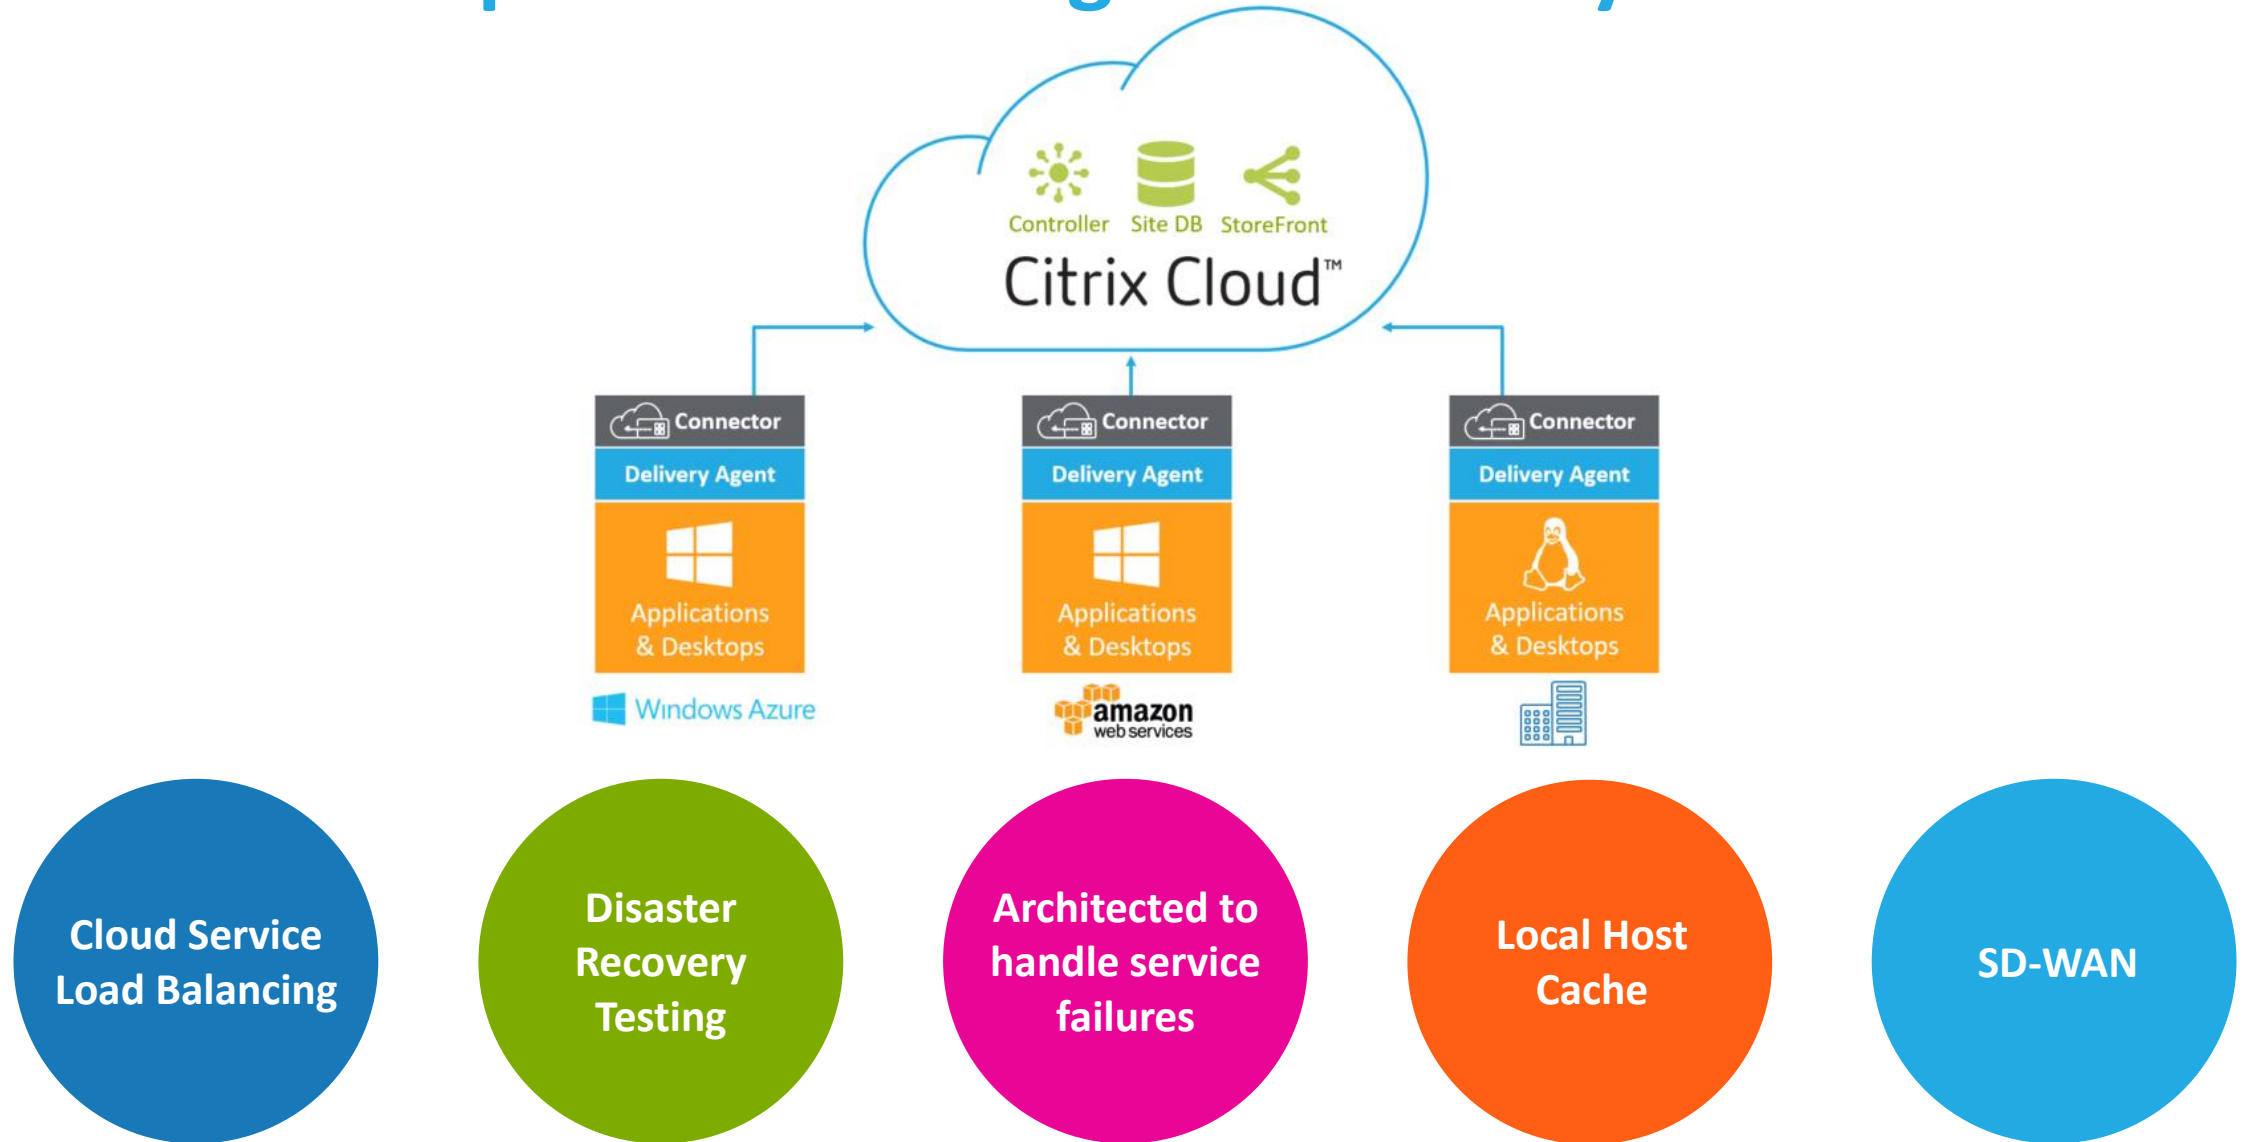 Controller Site DB StoreFront
Citrix Cloud™
Connector Connector Connector
Delivery Agent Delivery Agent Delivery Agent
Applications Applications Applications
& Desktops & Desktops & Desktops
Windows Azure
amazon
web services
Cloud Service
Load Balancing
Disaster
Recovery
Testing
Architected to
handle service
failures
Local Host
Cache
SD-WAN